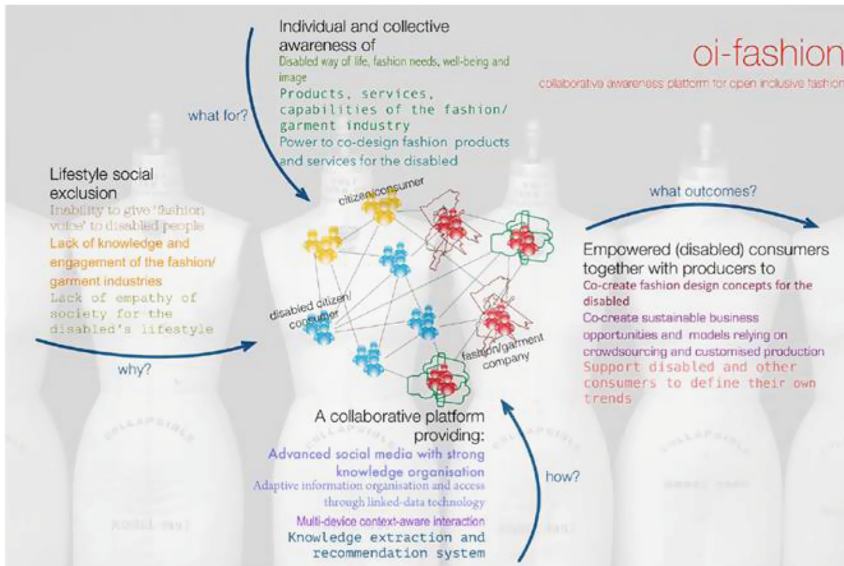 Individual and collective
awareness of
Disabled way of life, fashion needs, well-being and
image
Products, services,
capabilities of the fashion/
garment industry
Power to co-design fashion products
and services for the disabled
oi-fashion
collaborative awareness platform for open inclusive fashion
what for?
Lifestyle social
exclusion
Inability to give 'fashion
voice' to disabled people
Lack of knowledge and
engagement of the fashion/
garment industries
Lack of empathy of
society for the
disabled's lifestyle
why?
citizen/consumer
disabled citizen/
consumer
fashion/garment
company
what outcomes?
Empowered (disabled) consumers
together with producers to
Co-create fashion design concepts for the
disabled
Co-create sustainable business
opportunities and models relying on
crowdsourcing and customised production
Support disabled and other
consumers to define their own
trends
A collaborative platform
providing:
Advanced social media with strong
knowledge organisation
Adaptive information organisation and access
through linked-data technology
Multi-device context-aware interaction
Knowledge extraction and
recommendation system
how?
COLLAPSIBLE
COLLAPSIBLE